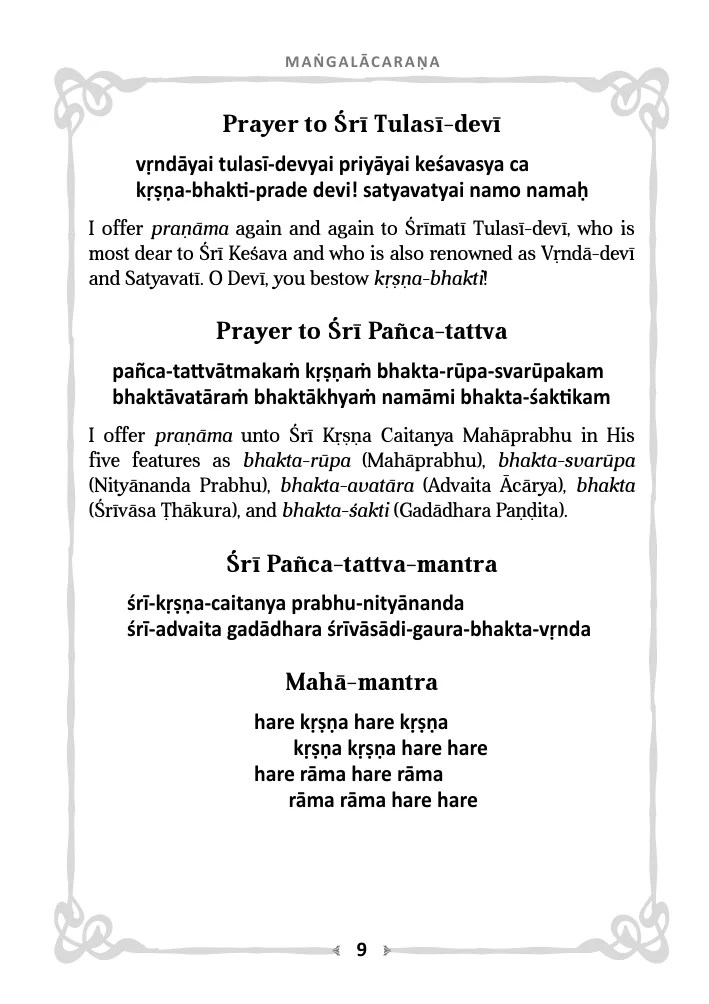 MAṄGALĀCARAṆA
Prayer to Śrī Tulasī-devī
vṛndāyai tulasī-devyai priyāyai keśavasya ca
kṛṣṇa-bhakti-prade devi! satyavatyai namo namaḥ
I offer praṇāma again and again to Śrīmatī Tulasī-devī, who is
most dear to Śrī Keśava and who is also renowned as Vṛndā-devī
and Satyavatī. O Devī, you bestow kṛṣṇa-bhakti!
Prayer to Śrī Pañca-tattva
pañca-tattvātmakaṁ kṛṣṇaṁ bhakta-rūpa-svarūpakam
bhaktāvatāraṁ bhaktākhyaṁ namāmi bhakta-śaktikam
I offer praṇāma unto Śrī Kṛṣṇa Caitanya Mahāprabhu in His
five features as bhakta-rūpa (Mahāprabhu), bhakta-svarūpa
(Nityānanda Prabhu), bhakta-avatāra (Advaita Ācārya), bhakta
(Śrīvāsa Ṭhākura), and bhakta-śakti (Gadādhara Paṇḍita).
Śrī Pañca-tattva-mantra
śrī-kṛṣṇa-caitanya prabhu-nityānanda
śrī-advaita gadādhara śrīvāsādi-gaura-bhakta-vṛnda
Mahā-mantra
hare kṛṣṇa hare kṛṣṇa
kṛṣṇa kṛṣṇa hare hare
hare rāma hare rāma
rāma rāma hare hare
9